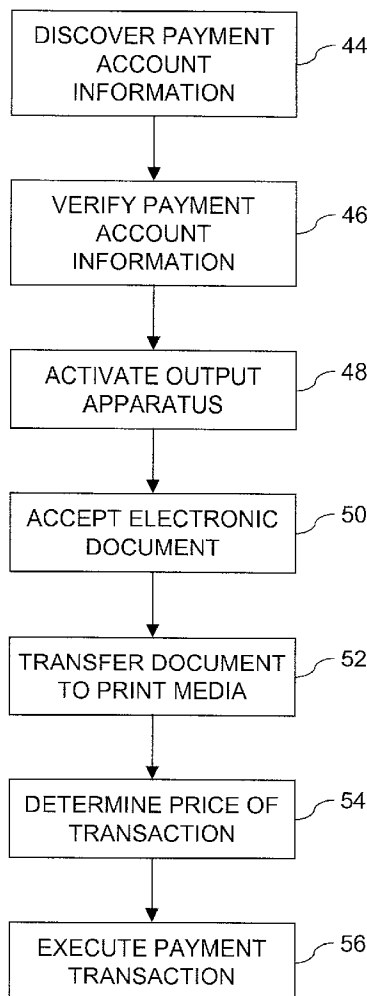 DISCOVER PAYMENT
ACCOUNT
INFORMATION
44
VERIFY PAYMENT
ACCOUNT
INFORMATION
46
ACTIVATE OUTPUT
APPARATUS
48
ACCEPT ELECTRONIC
DOCUMENT
50
TRANSFER DOCUMENT
TO PRINT MEDIA
52
DETERMINE PRICE OF
TRANSACTION
54
EXECUTE PAYMENT
TRANSACTION
56